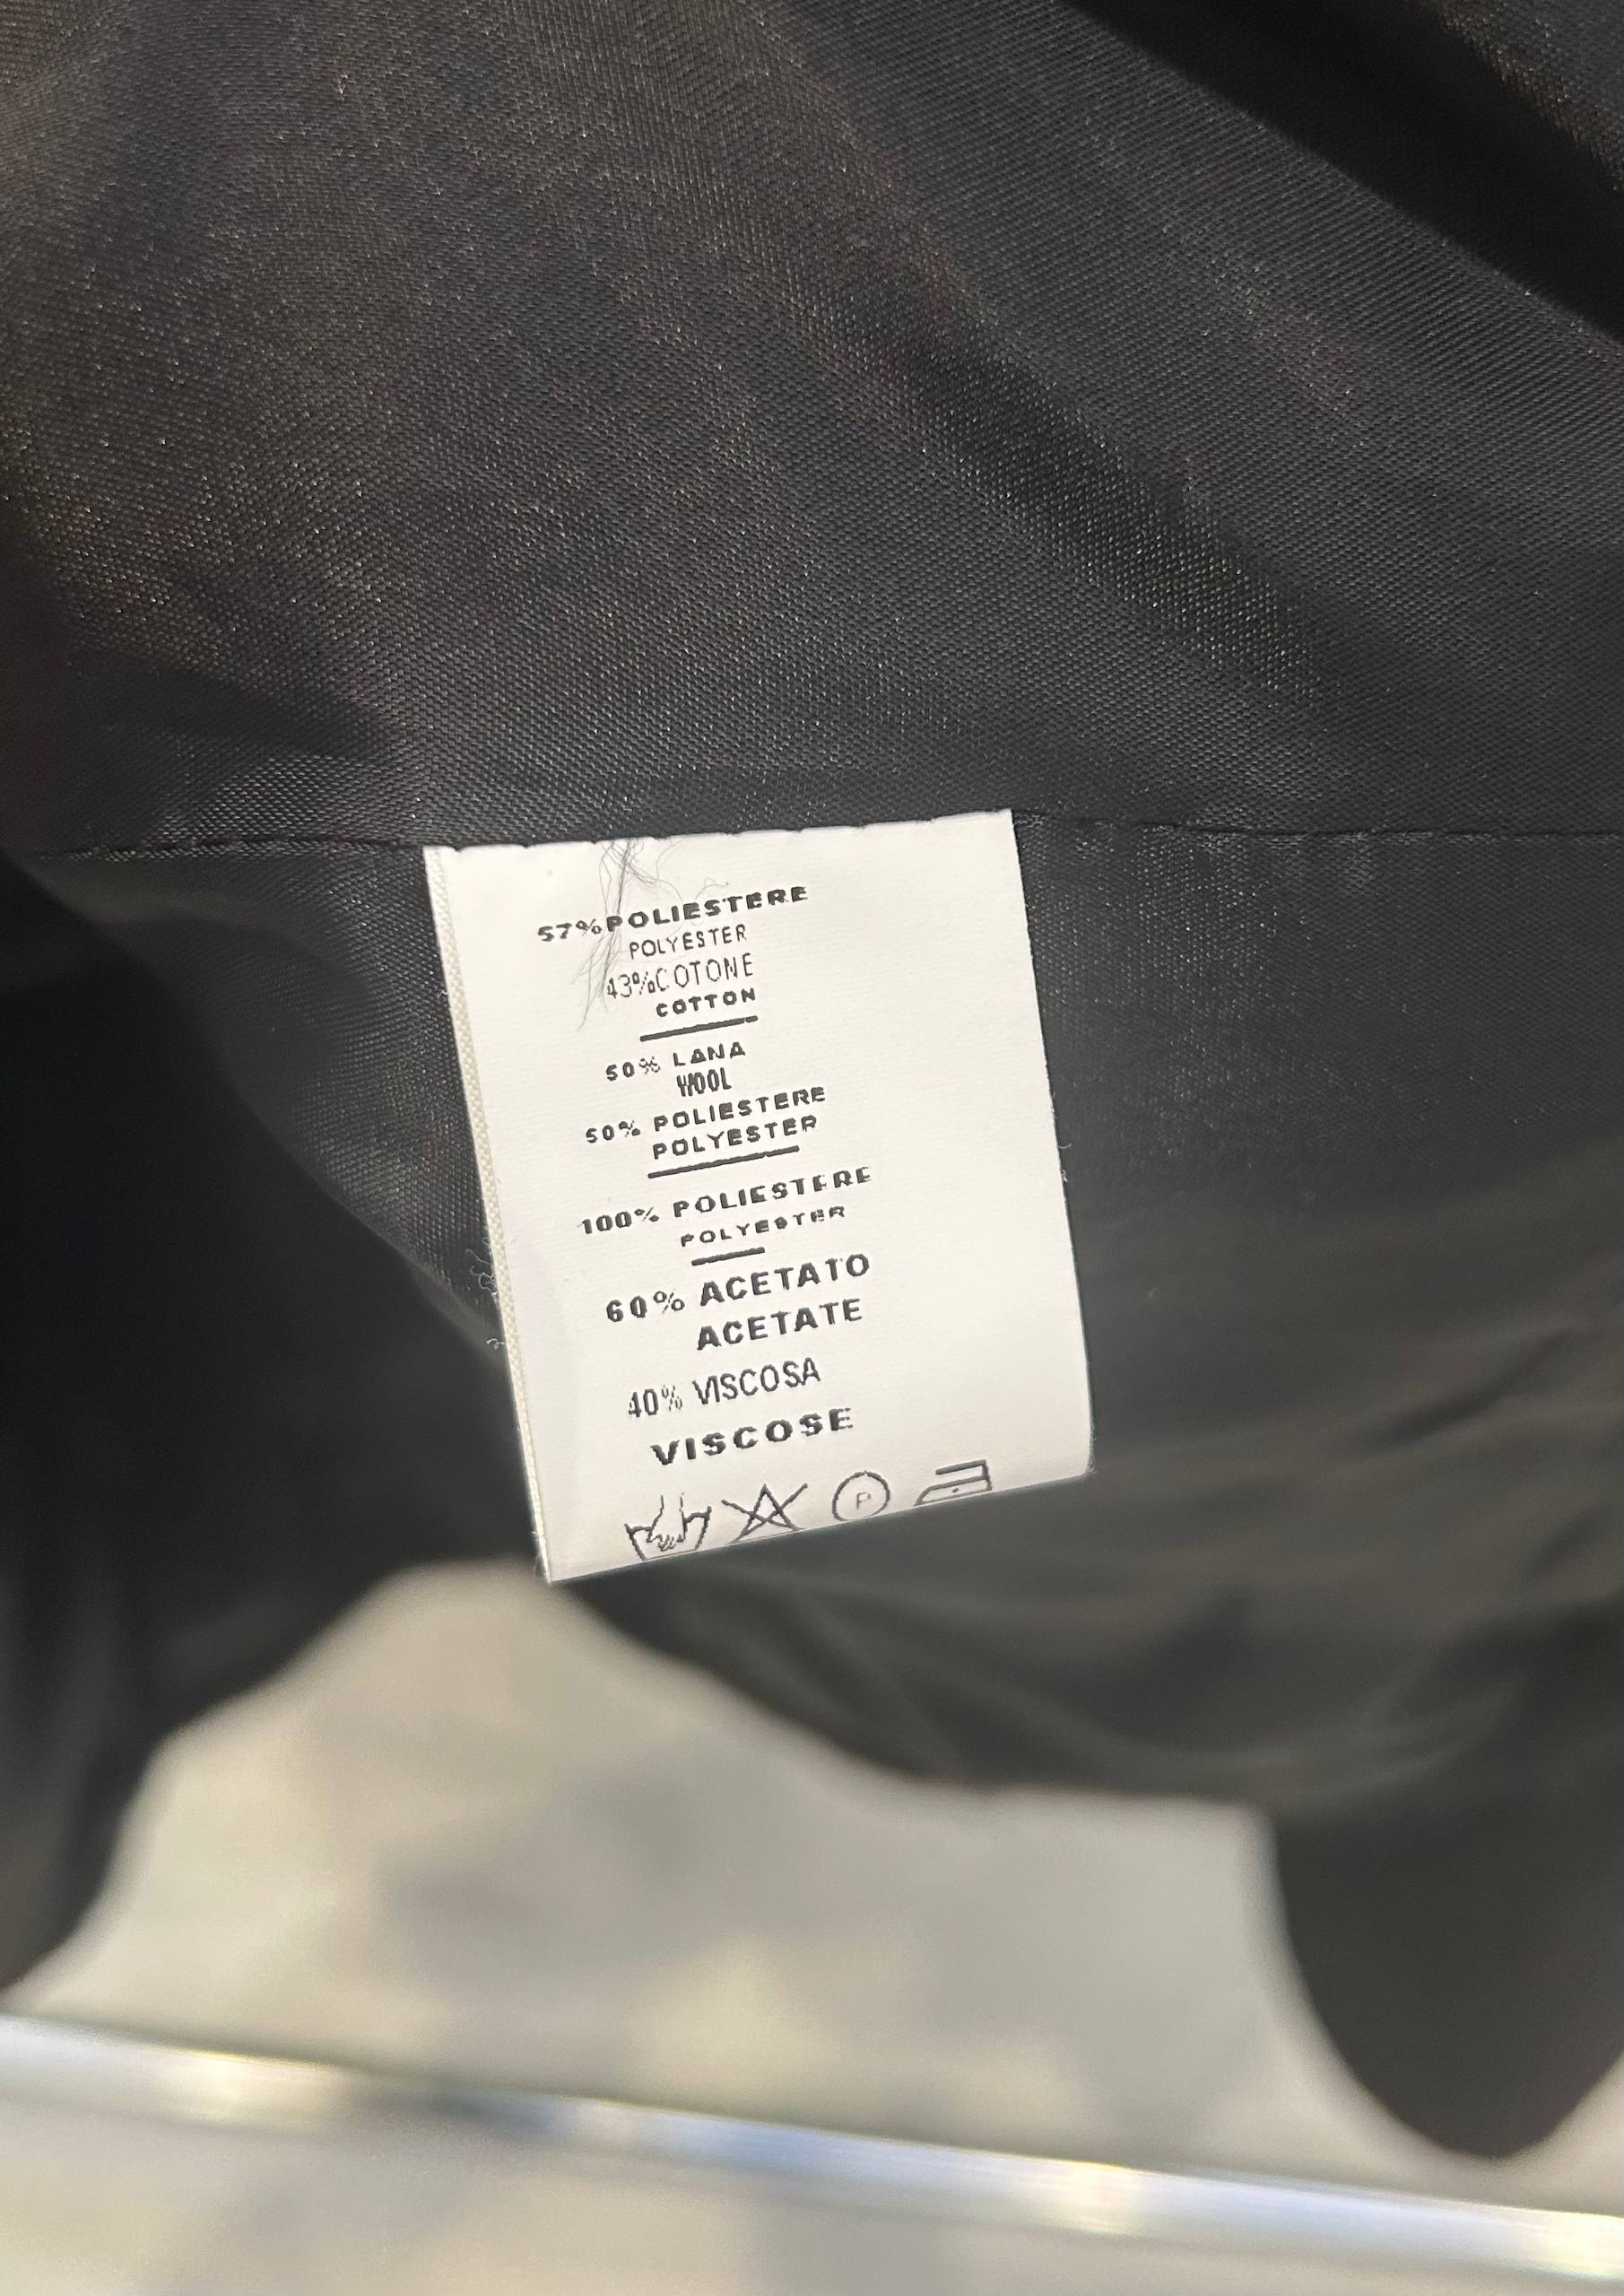 57%POLIESTERE
POLYESTER
43%COTONE
COTTON
50% LANA
WOOL
50% POLIESTERE
POLYESTER
100% POLIESTERE
POLYESTER
60% ACETATO
ACETATE
40% VISCOSA
VISCOSE
P